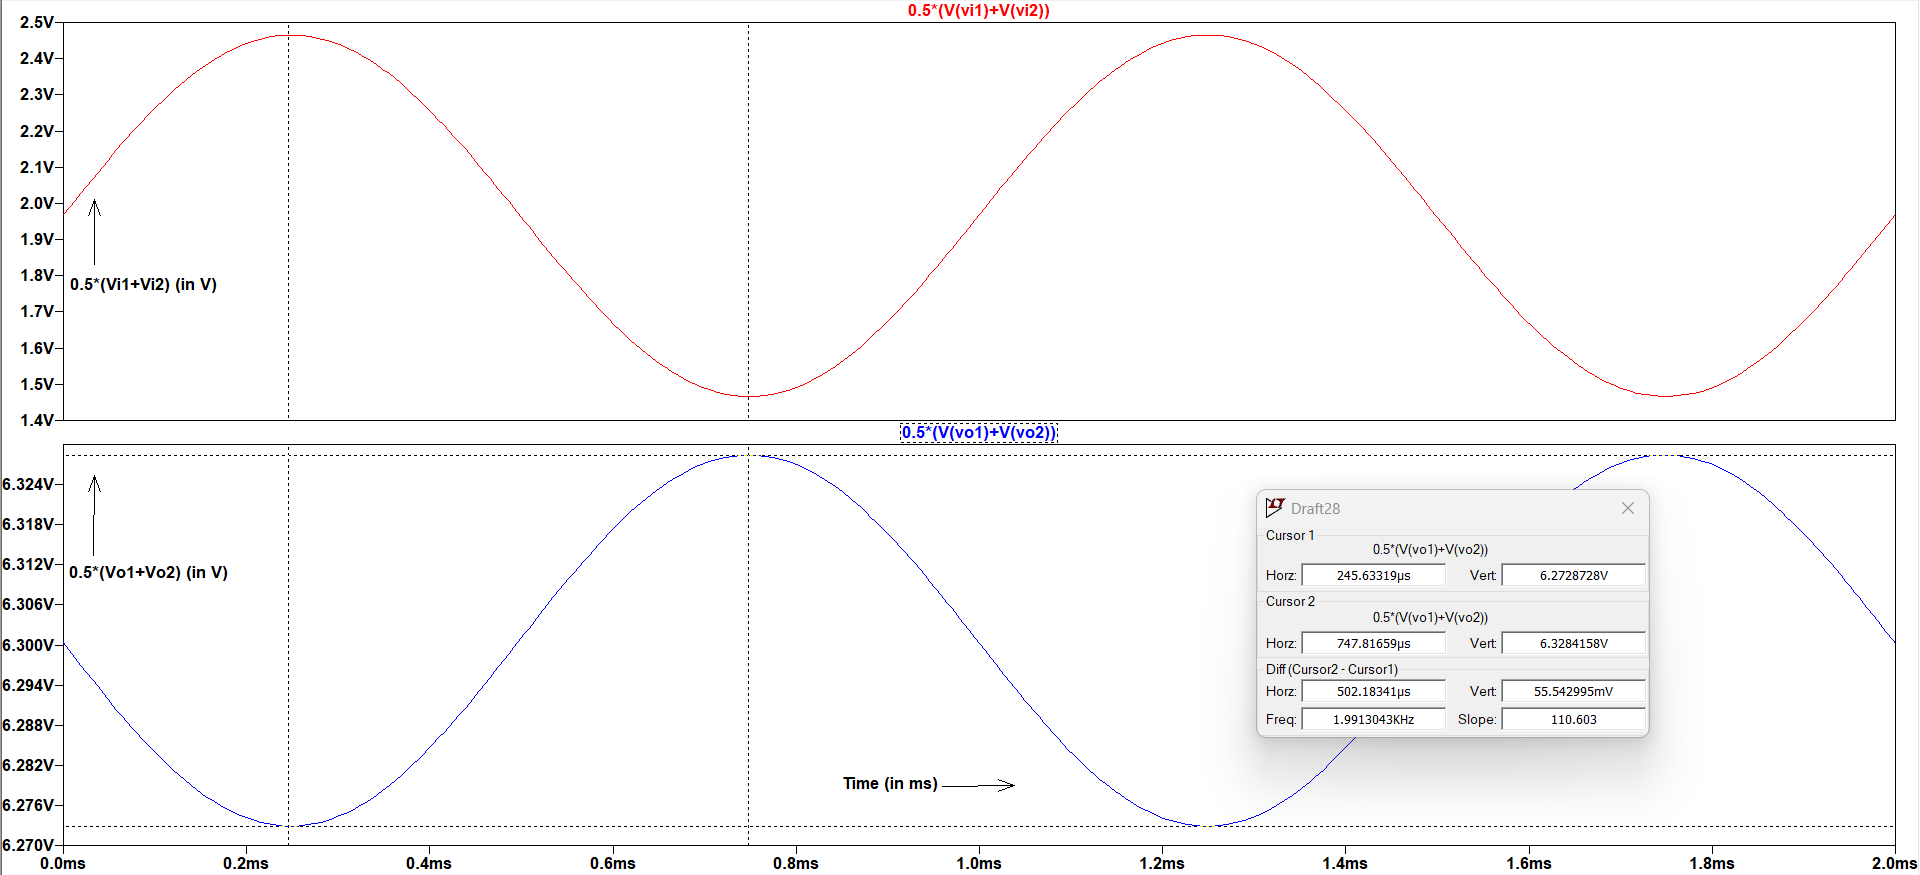 0.5*(V(vi1)+V(vi2))
2.5V
2.4V
2.3V
2.2V
2.1V
2.0V
1.9V
1.8V
1.7V
1.6V
1.5V
1.4V
0.5*(Vi1+Vi2) (in V)
0.5*(V(vo1)+V(vo2))
6.324V
6.318V
6.312V
6.306V
6.300V
6.294V
6.288V
6.282V
6.276V
6.270V
0.5*(Vo1+Vo2) (in V)
Time (in ms)
Draft28
Cursor 1
0.5*(V(vo1)+V(vo2))
Horz: 245.63319µs Vert: 6.2728728V
Cursor 2
0.5*(V(vo1)+V(vo2))
Horz: 747.81659µs Vert: 6.3284158V
Diff (Cursor2 - Cursor1)
Horz: 502.18341µs Vert: 55.542995mV
Freq: 1.9913043KHz Slope: 110.603
0.0ms 0.2ms 0.4ms 0.6ms 0.8ms 1.0ms 1.2ms 1.4ms 1.6ms 1.8ms 2.0ms